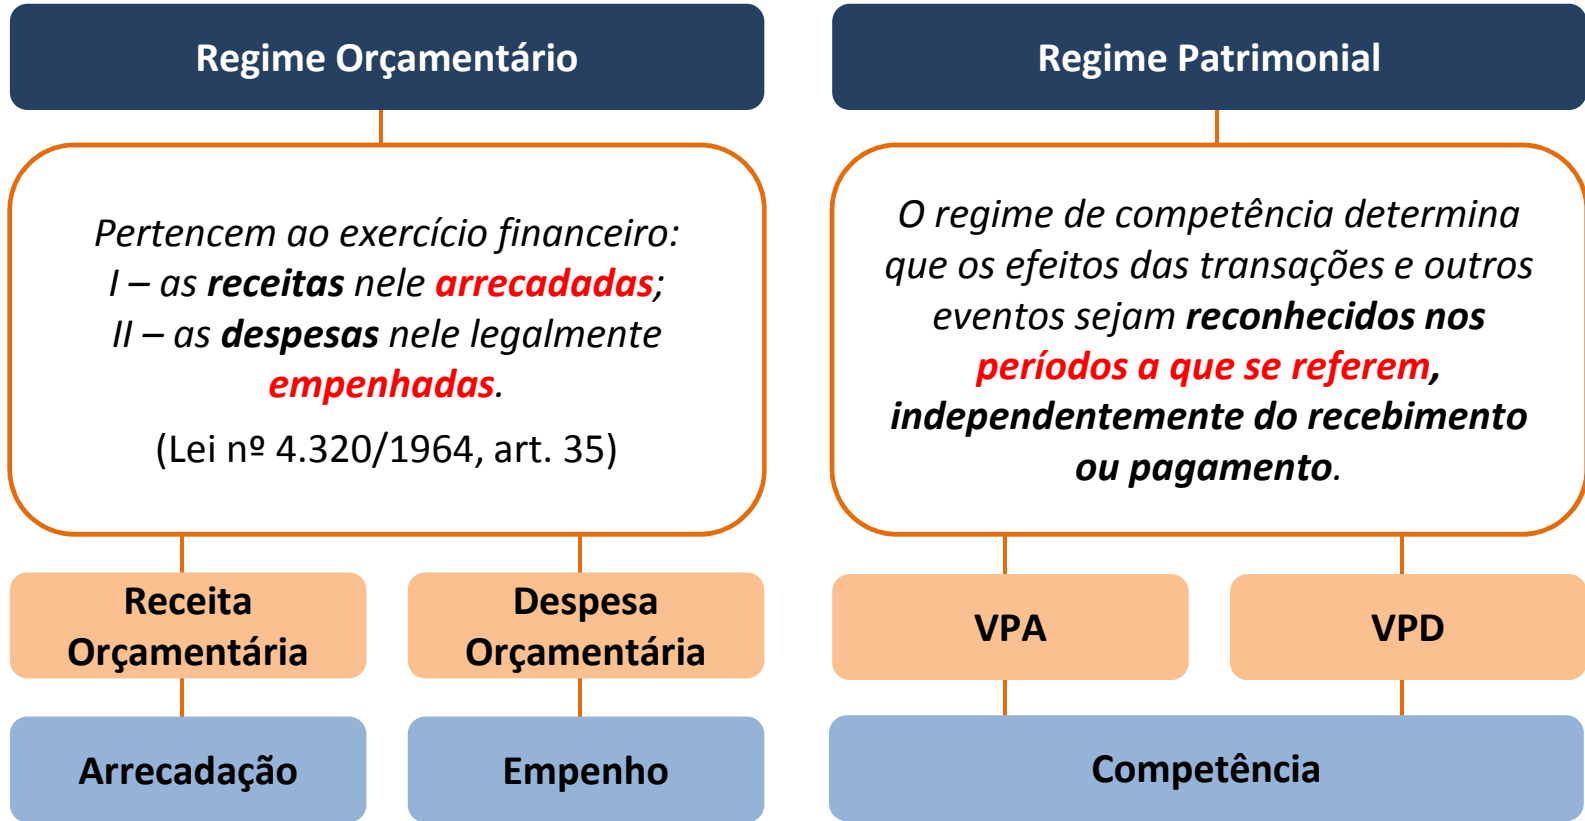 Regime Orçamentário
Pertencem ao exercício financeiro:
I – as receitas nele arrecadadas;
II – as despesas nele legalmente
empenhadas.
(Lei nº 4.320/1964, art. 35)
Receita
Orçamentária
Despesa
Orçamentária
Arrecadação
Empenho
Regime Patrimonial
O regime de competência determina
que os efeitos das transações e outros
eventos sejam reconhecidos nos
períodos a que se referem,
independentemente do recebimento
ou pagamento.
VPA
VPD
Competência